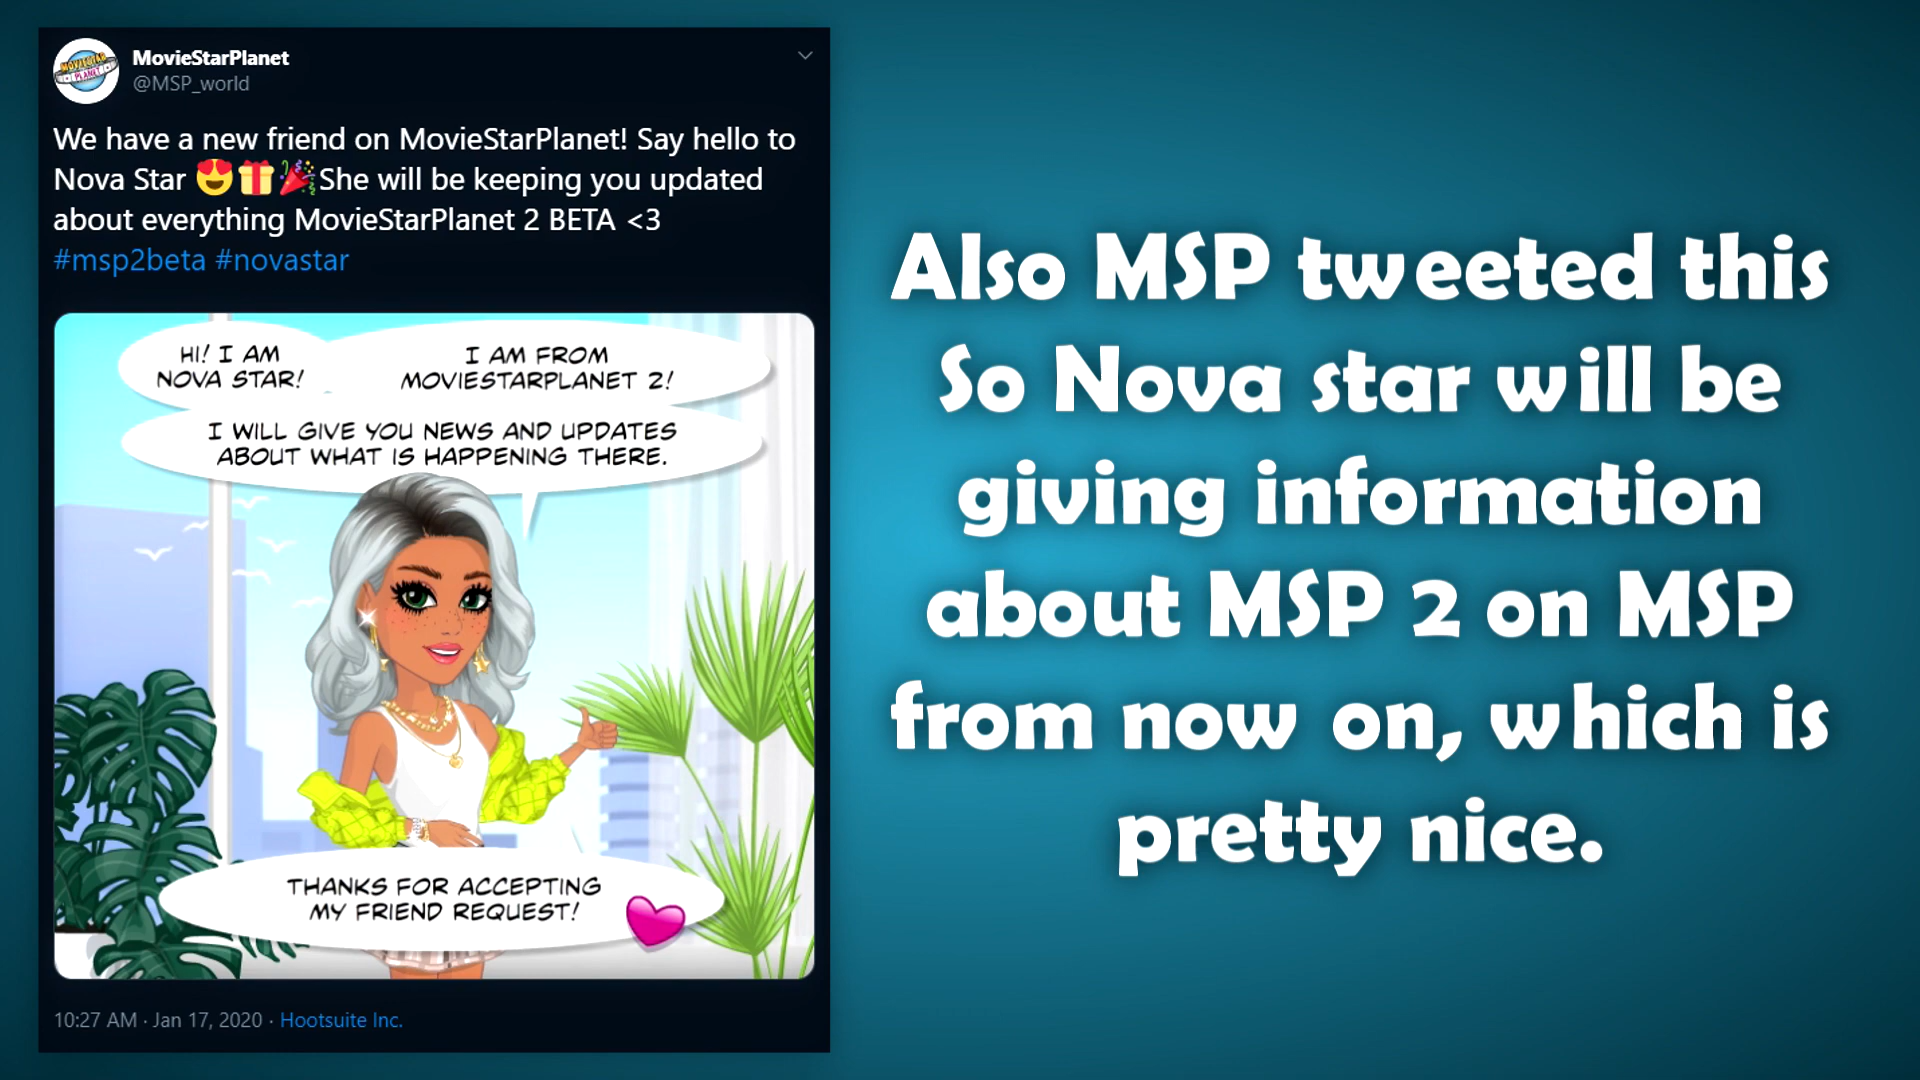 MovieStarPlanet
@MSP_world
We have a new friend on MovieStarPlanet! Say hello to
Nova Star 😍🎁🎉She will be keeping you updated
about everything MovieStarPlanet 2 BETA <3
#msp2beta #novastar
HI! I AM
NOVA STAR!
I AM FROM
MOVIESTARPLANET 2!
I WILL GIVE YOU NEWS AND UPDATES
ABOUT WHAT IS HAPPENING THERE.
THANKS FOR ACCEPTING
MY FRIEND REQUEST!
10:27 AM · Jan 17, 2020 · Hootsuite Inc.
Also MSP tweeted this
So Nova star will be
giving information
about MSP 2 on MSP
from now on, which is
pretty nice.